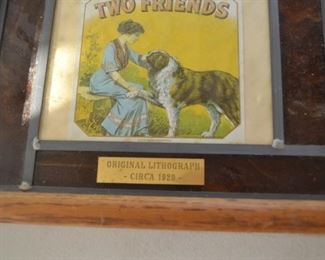 TWO FRIENDS
ORIGINAL LITHOGRAPH
- CIRCA 1920 -